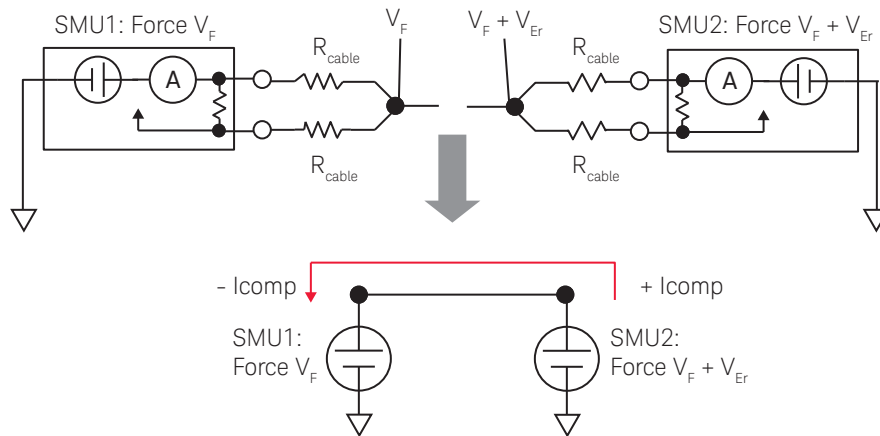 SMU1: Force V_F
V_F
V_F + V_Er
SMU2: Force V_F + V_Er
R_cable
R_cable
A
A
R_cable
R_cable
- Icomp
+ Icomp
SMU1:
Force V_F
SMU2:
Force V_F + V_Er